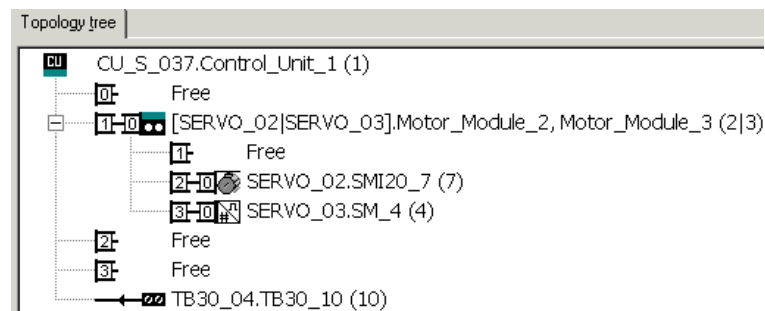 Topology tree
CU CU_S_037.Control_Unit_1 (1)
0 Free
1 0 [SERVO_02|SERVO_03].Motor_Module_2, Motor_Module_3 (2|3)
1 Free
2 0 SERVO_02.SMI20_7 (7)
3 0 # SERVO_03.SM_4 (4)
2 Free
3 Free
TB30_04.TB30_10 (10)